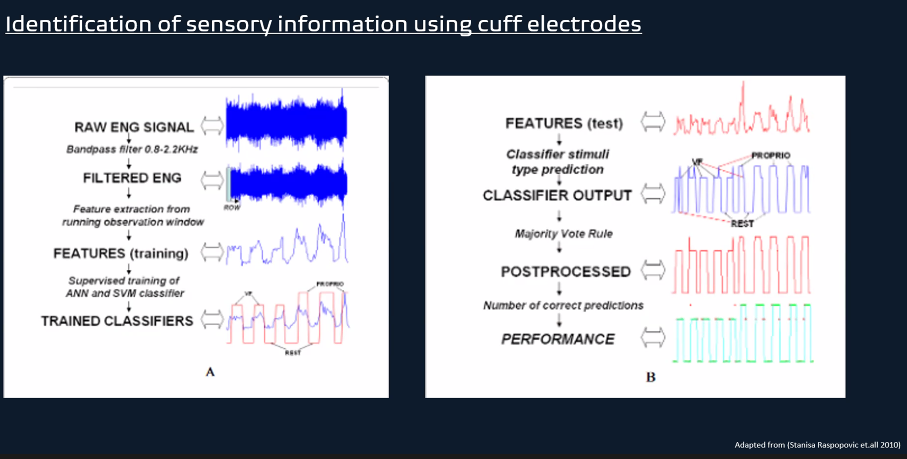 Identification of sensory information using cuff electrodes
RAW ENG SIGNAL
Bandpass filter 0.8-2.2KHz
FILTERED ENG
ROW
Feature extraction from
running observation window
FEATURES (training)
Supervised training of
ANN and SVM classifier
VF
PROPRIO
TRAINED CLASSIFIERS
REST
A
FEATURES (test)
Classifier stimuli
type prediction
VF
PROPRIO
CLASSIFIER OUTPUT
REST
Majority Vote Rule
POSTPROCESSED
Number of correct predictions
PERFORMANCE
B
Adapted from (Stanisa Raspopovic et.all 2010)